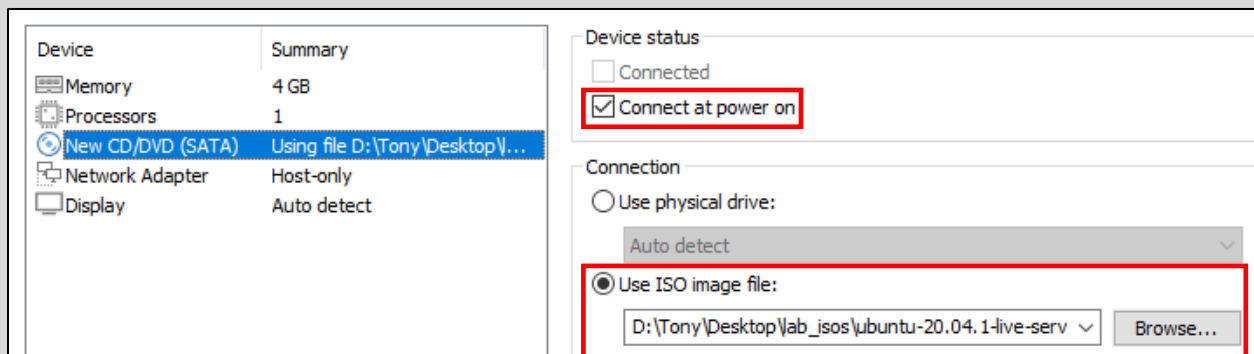 Device Summary
Memory 4 GB
Processors 1
New CD/DVD (SATA) Using file D:\Tony\Desktop\l...
Network Adapter Host-only
Display Auto detect
Device status
Connected
Connect at power on
Connection
Use physical drive:
Auto detect
Use ISO image file:
D:\Tony\Desktop\lab_isos\ubuntu-20.04.1-live-serv Browse...